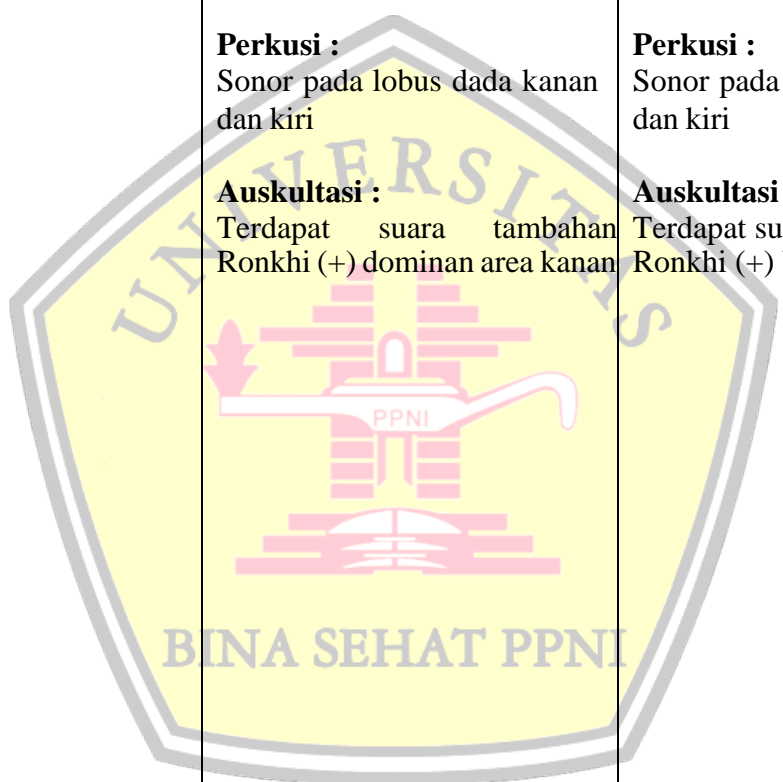 Perkusi :
Sonor pada lobus dada kanan
dan kiri
Auskultasi :
Terdapat suara tambahan
Ronkhi (+) dominan area kanan
Perkusi :
Sonor pada
dan kiri
Auskultasi
Terdapat
Ronkhi (+)
UNIVERSITAS
PPNI
BINA SEHAT PPNI